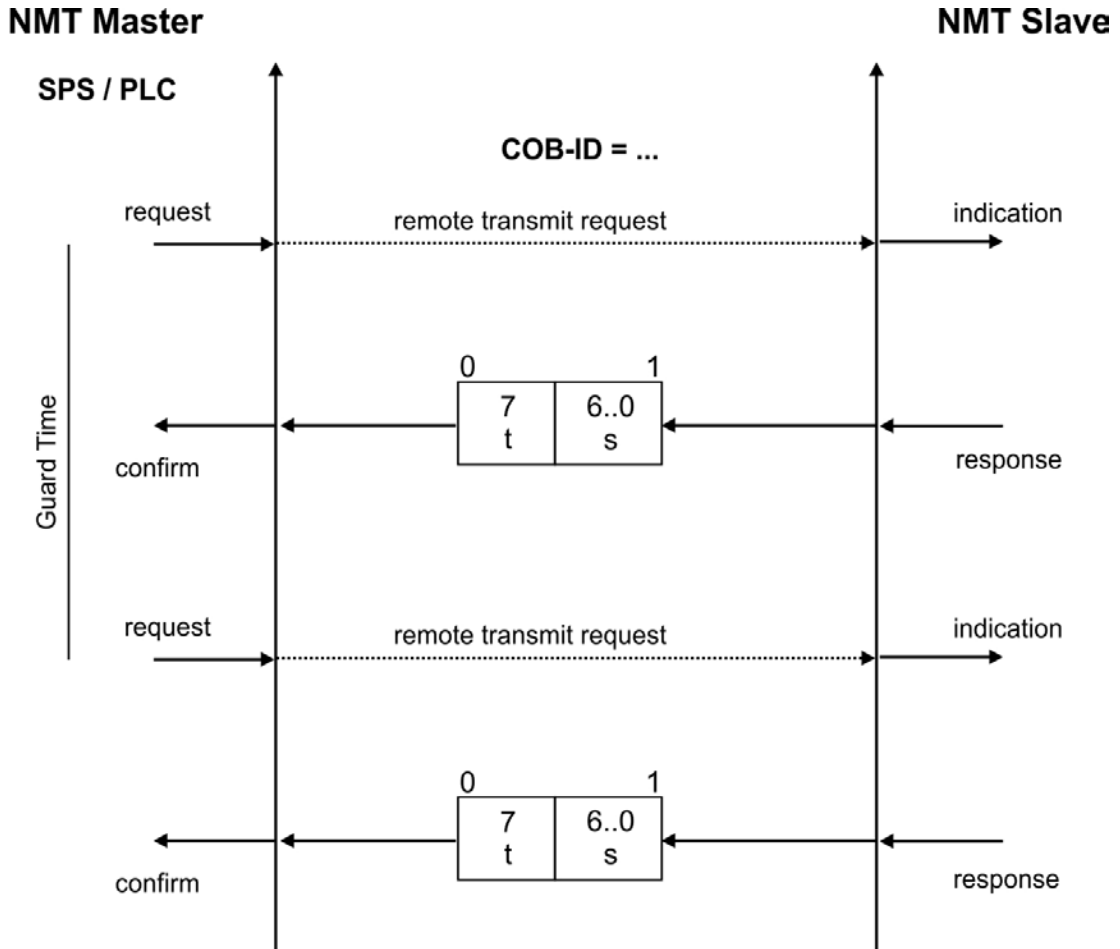 NMT Master
NMT Slave
SPS / PLC
COB-ID = ...
request
remote transmit request
indication
0
1
7
6..0
t
s
confirm
response
Guard Time
request
remote transmit request
indication
0
1
7
6..0
t
s
confirm
response